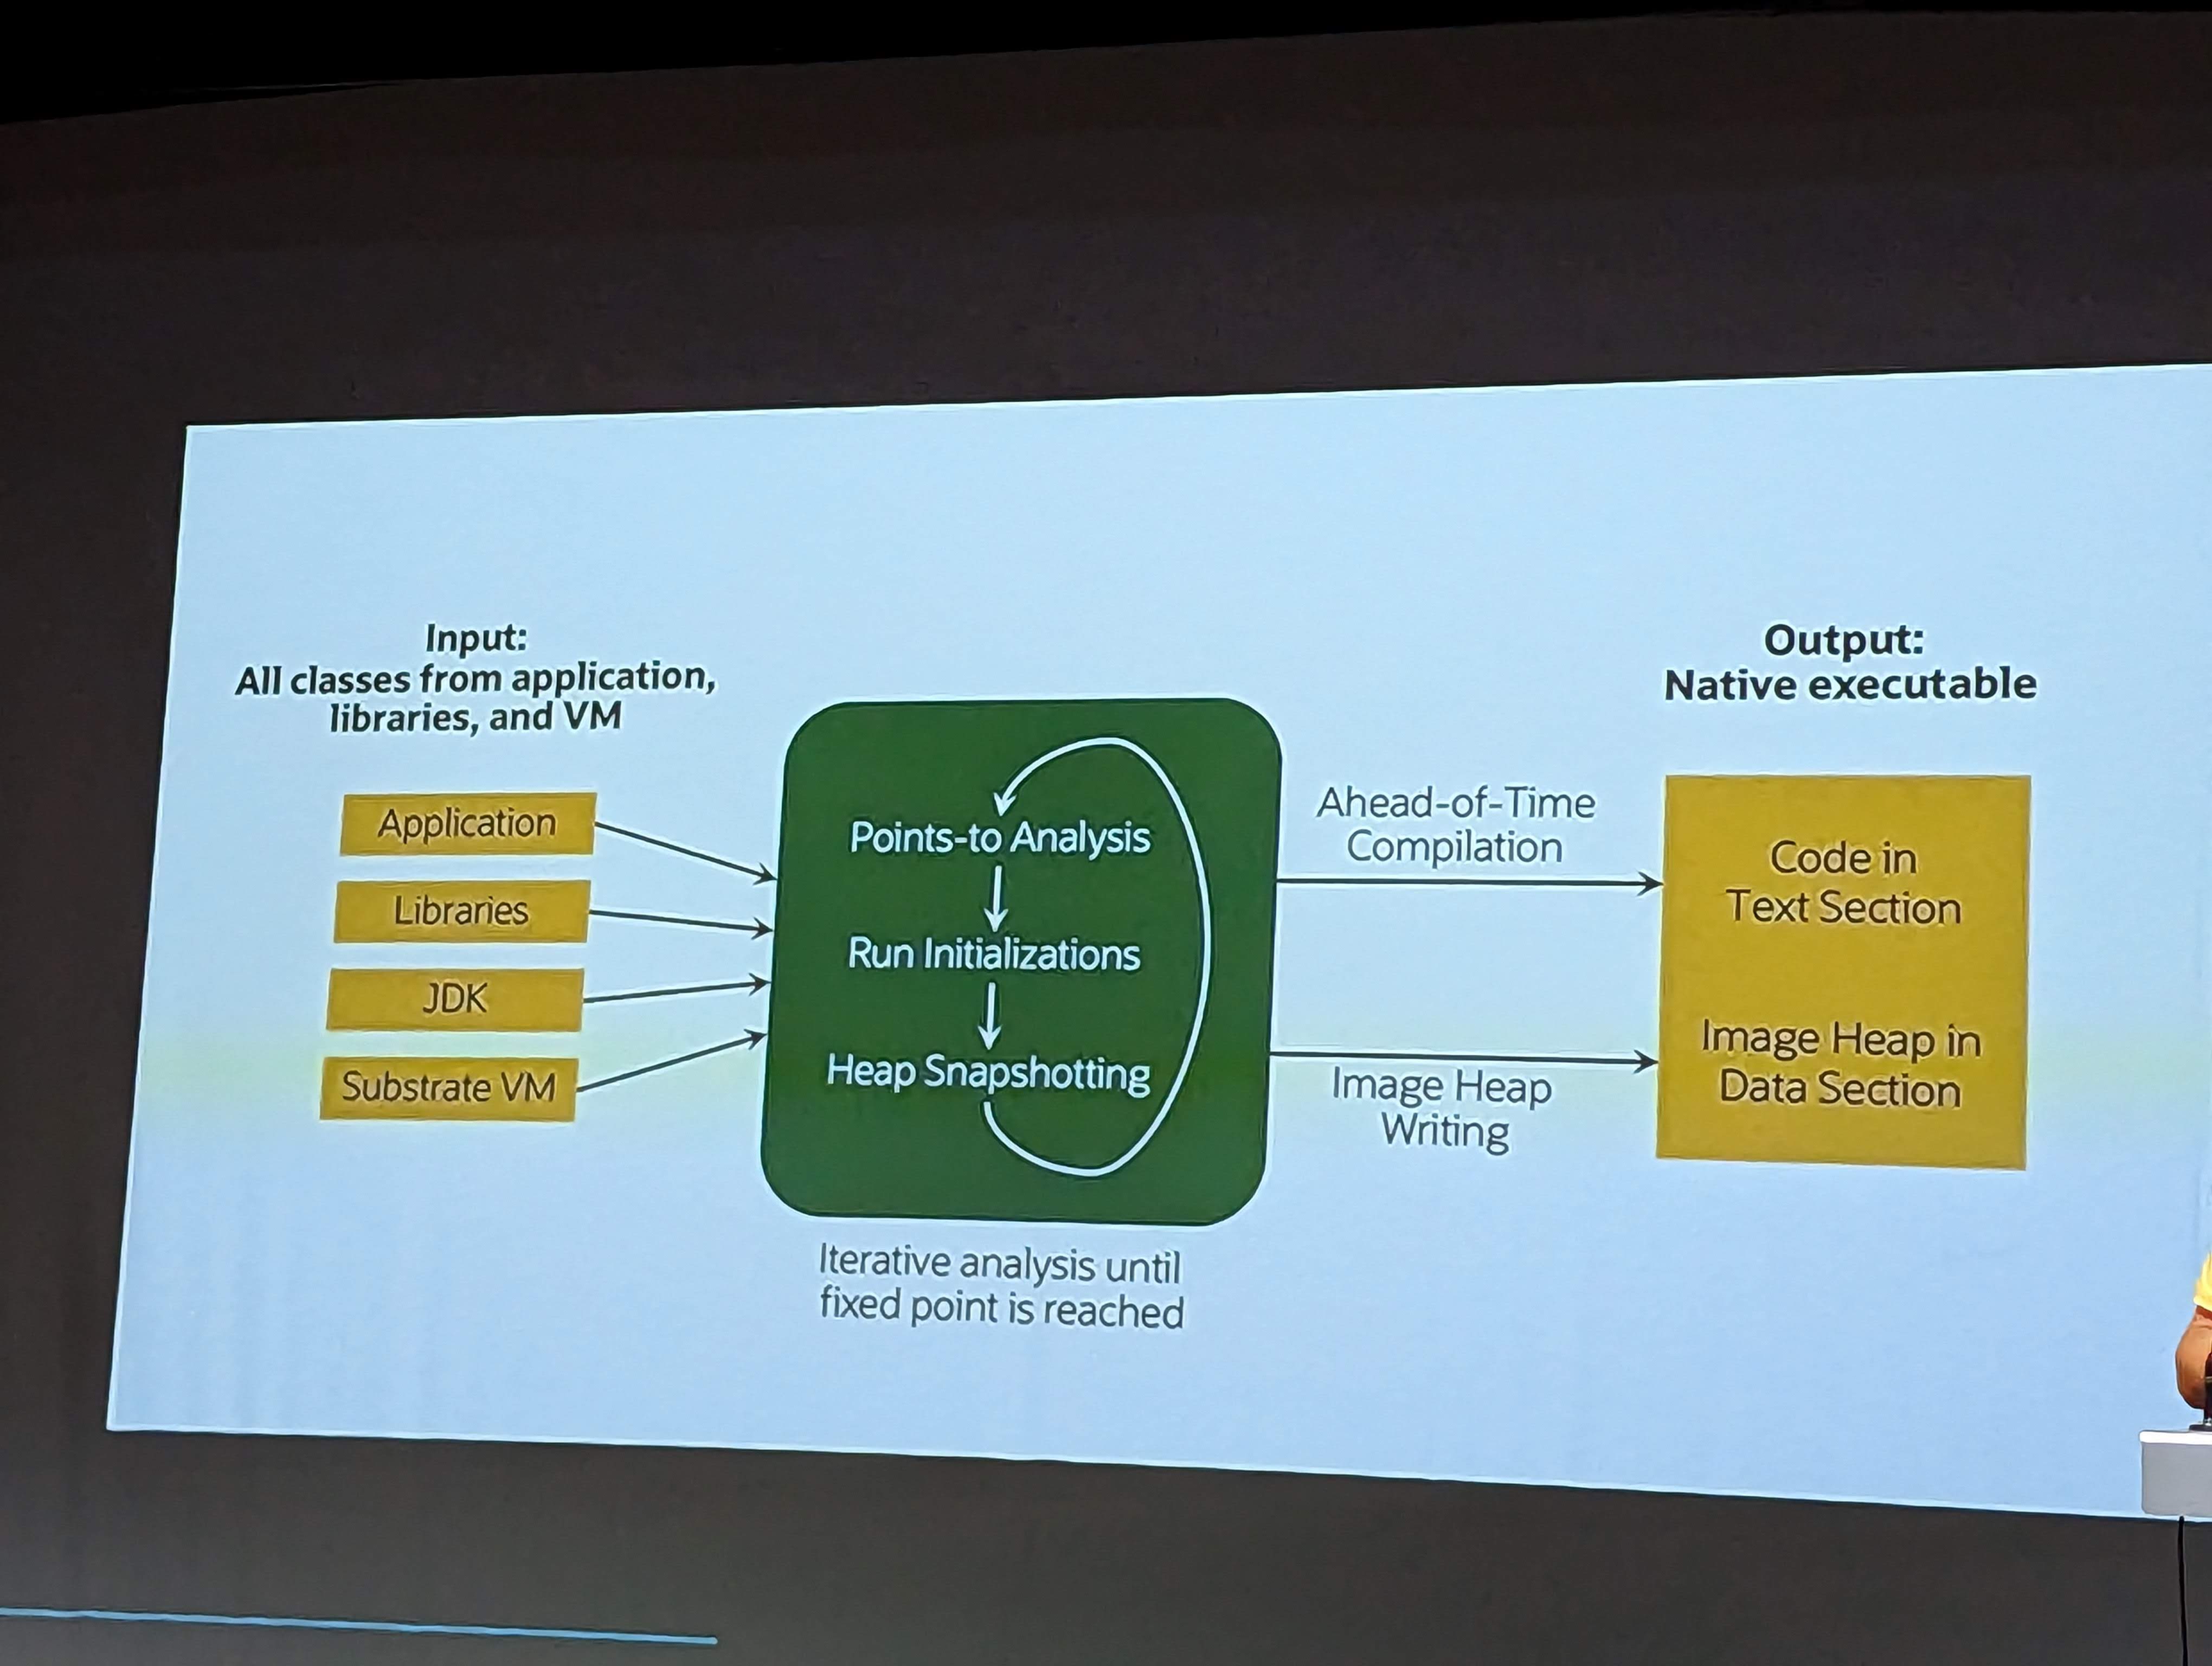 Input:
All classes from application,
libraries, and VM
Application
Libraries
JDK
Substrate VM
Points-to Analysis
Run Initializations
Heap Snapshotting
Iterative analysis until
fixed point is reached
Ahead-of-Time
Compilation
Image Heap
Writing
Output:
Native executable
Code in
Text Section
Image Heap in
Data Section